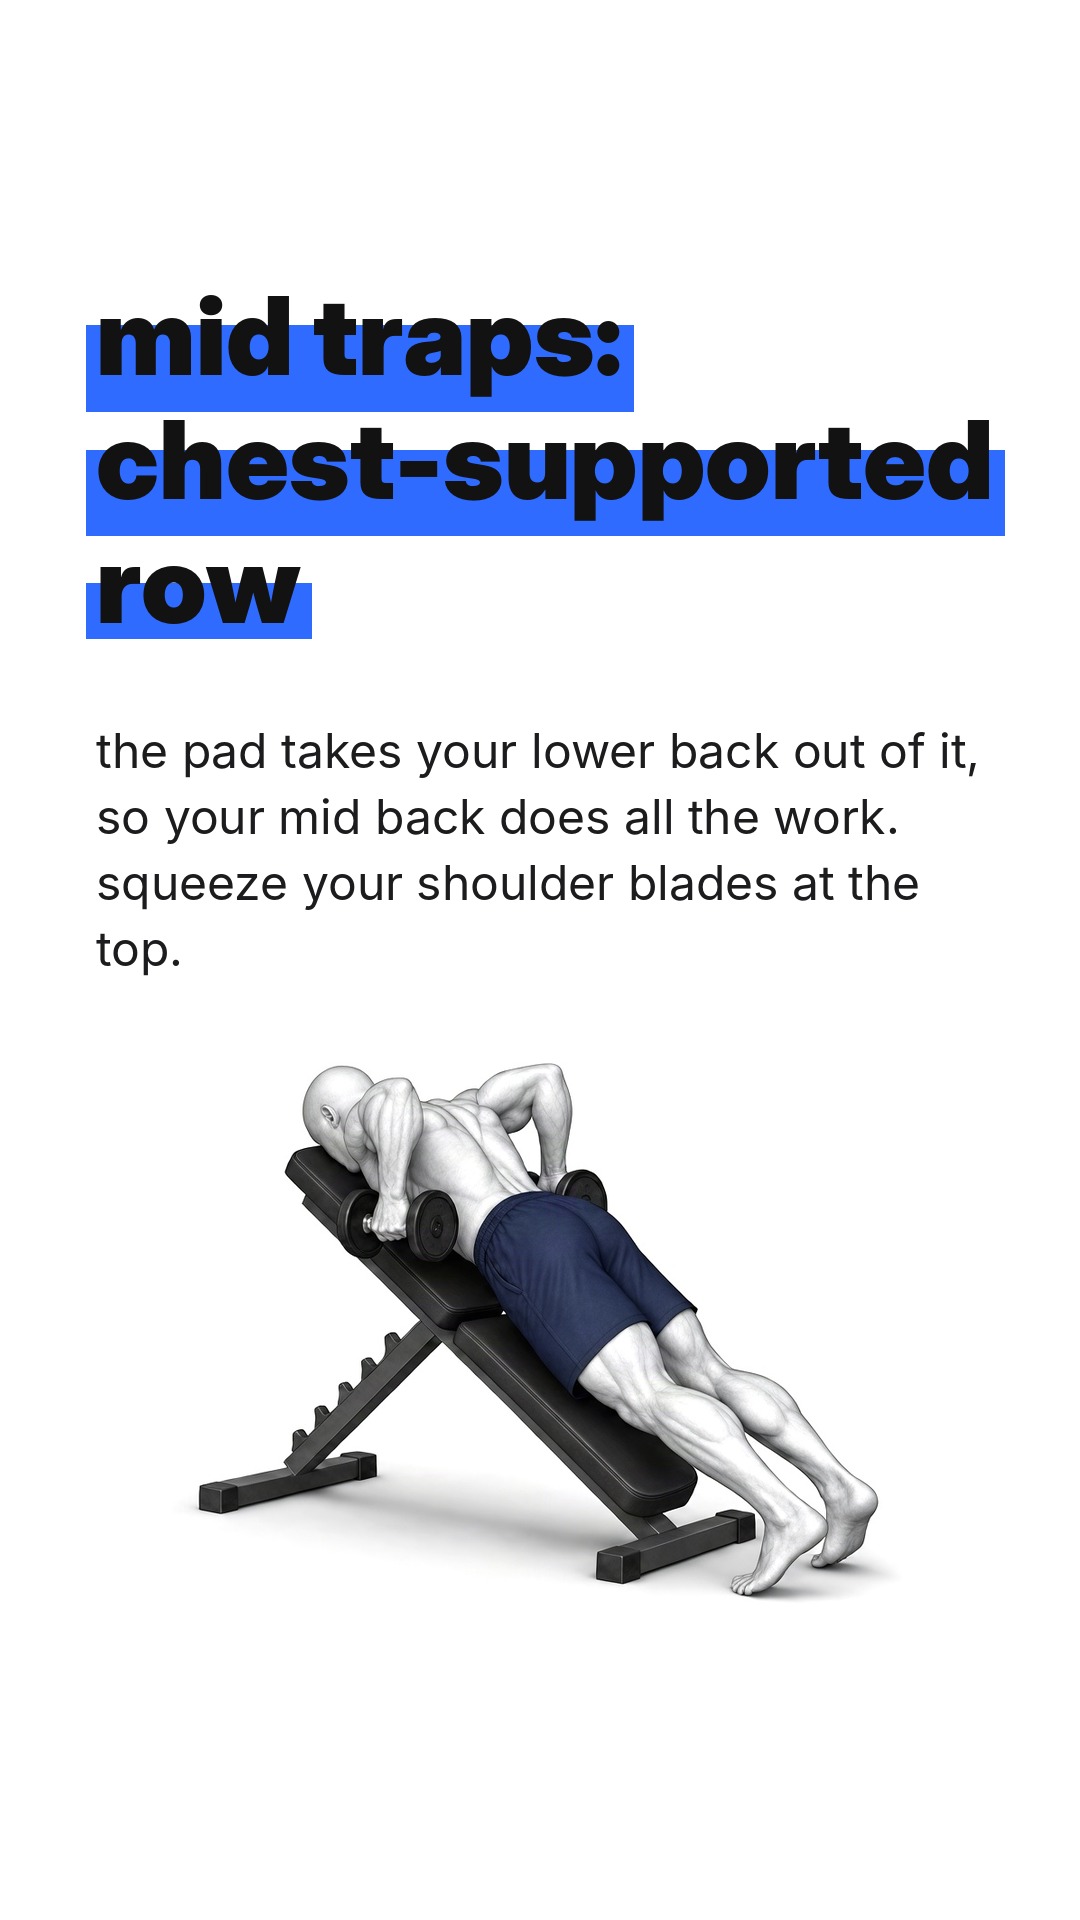 mid traps:
chest-supported
row
the pad takes your lower back out of it,
so your mid back does all the work.
squeeze your shoulder blades at the
top.